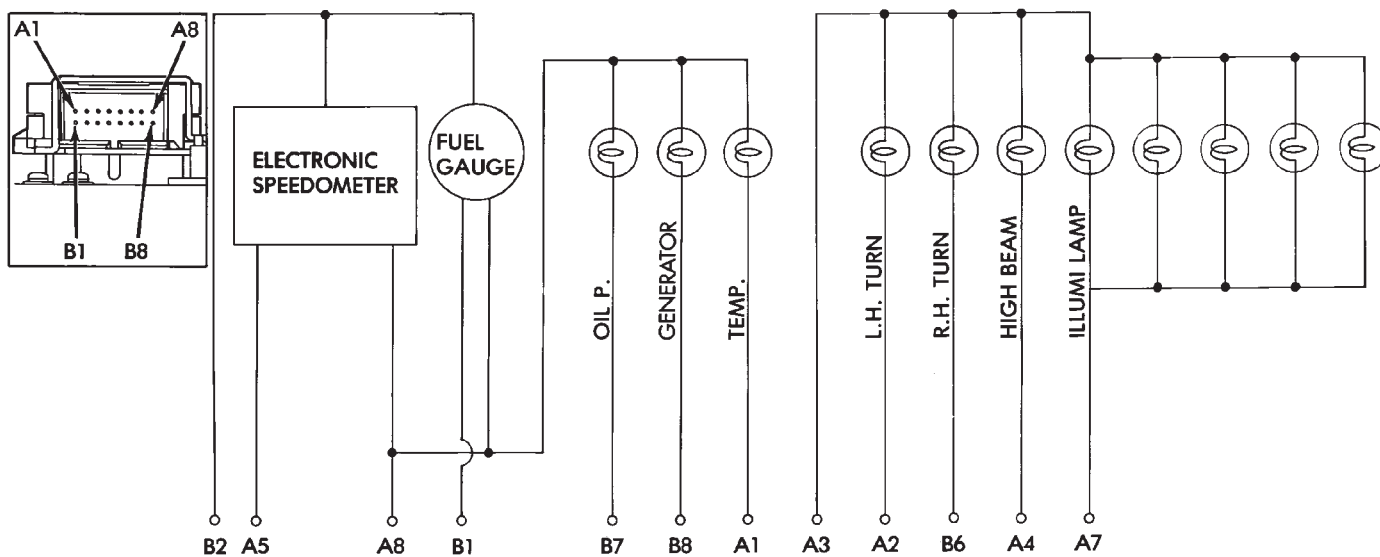 A1
A8
B1
B8
ELECTRONIC
SPEEDOMETER
FUEL
GAUGE
OIL P.
GENERATOR
TEMP.
L.H. TURN
R.H. TURN
HIGH BEAM
ILLUMI LAMP
B2 A5 A8 B1 B7 B8 A1 A3 A2 B6 A4 A7